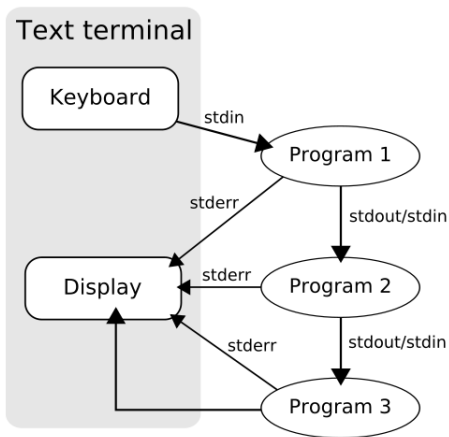 Text terminal
Keyboard
stdin
Program 1
stderr
stdout/stdin
Display
stderr
Program 2
stderr
stdout/stdin
Program 3